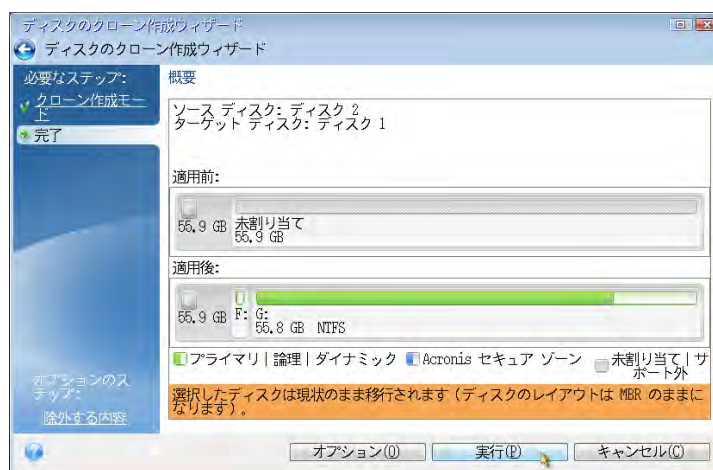 ディスクのクローン作成ウィザード
ディスクのクローン作成ウィザード
必要なステップ:
クローン作成モー
ド
完了
オプションのス
テップ:
除外する内容
概要
ソース ディスク: ディスク 2
ターゲット ディスク: ディスク 1
適用前:
55.9 GB 未割り当て
55.9 GB
適用後:
55.9 GB F: G:
55.8 GB NTFS
プライマリ | 論理 | ダイナミック Acronis セキュア ゾーン 未割り当て | サ
ポート外
選択したディスクは現状のまま移行されます (ディスクのレイアウトは MBR のままに
なります)。
オプション(O) 実行(P) キャンセル(C)